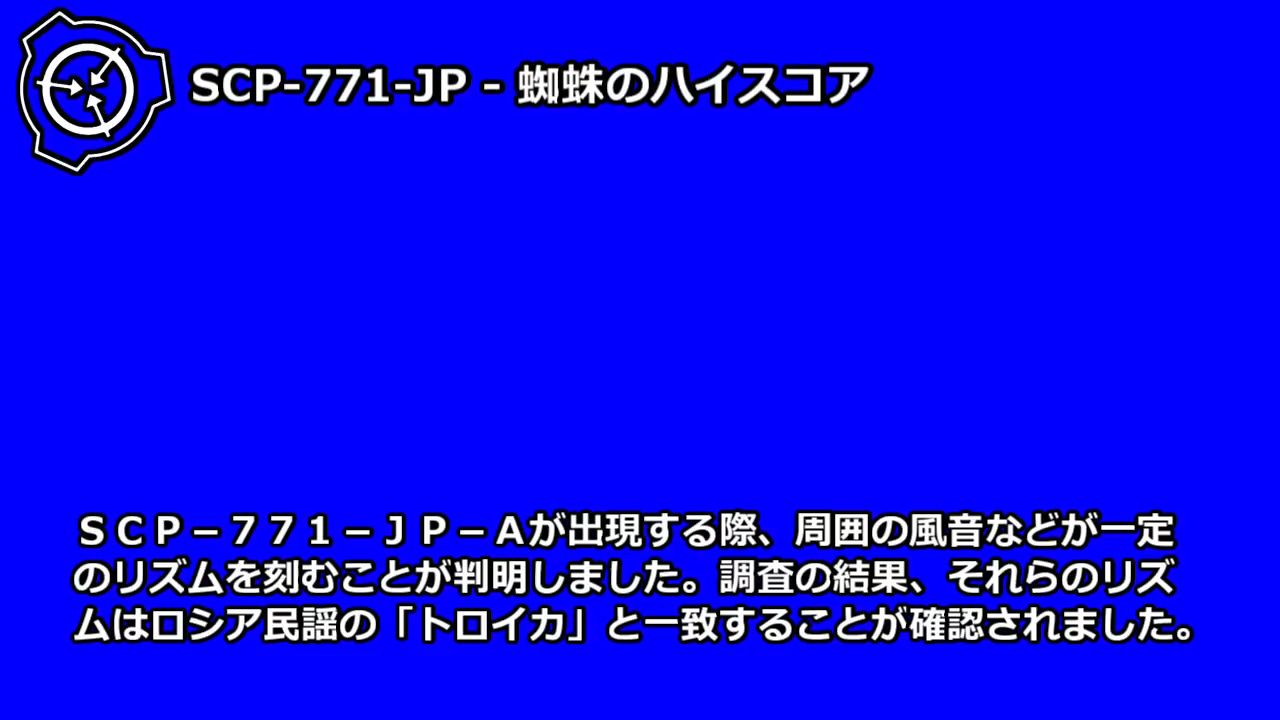 SCP-771-JP - 蜘蛛のハイスコア
ＳＣＰ－７７１－ＪＰ－Ａが出現する際、周囲の風音などが一定
のリズムを刻むことが判明しました。調査の結果、それらのリズ
ムはロシア民謡の「トロイカ」と一致することが確認されました。